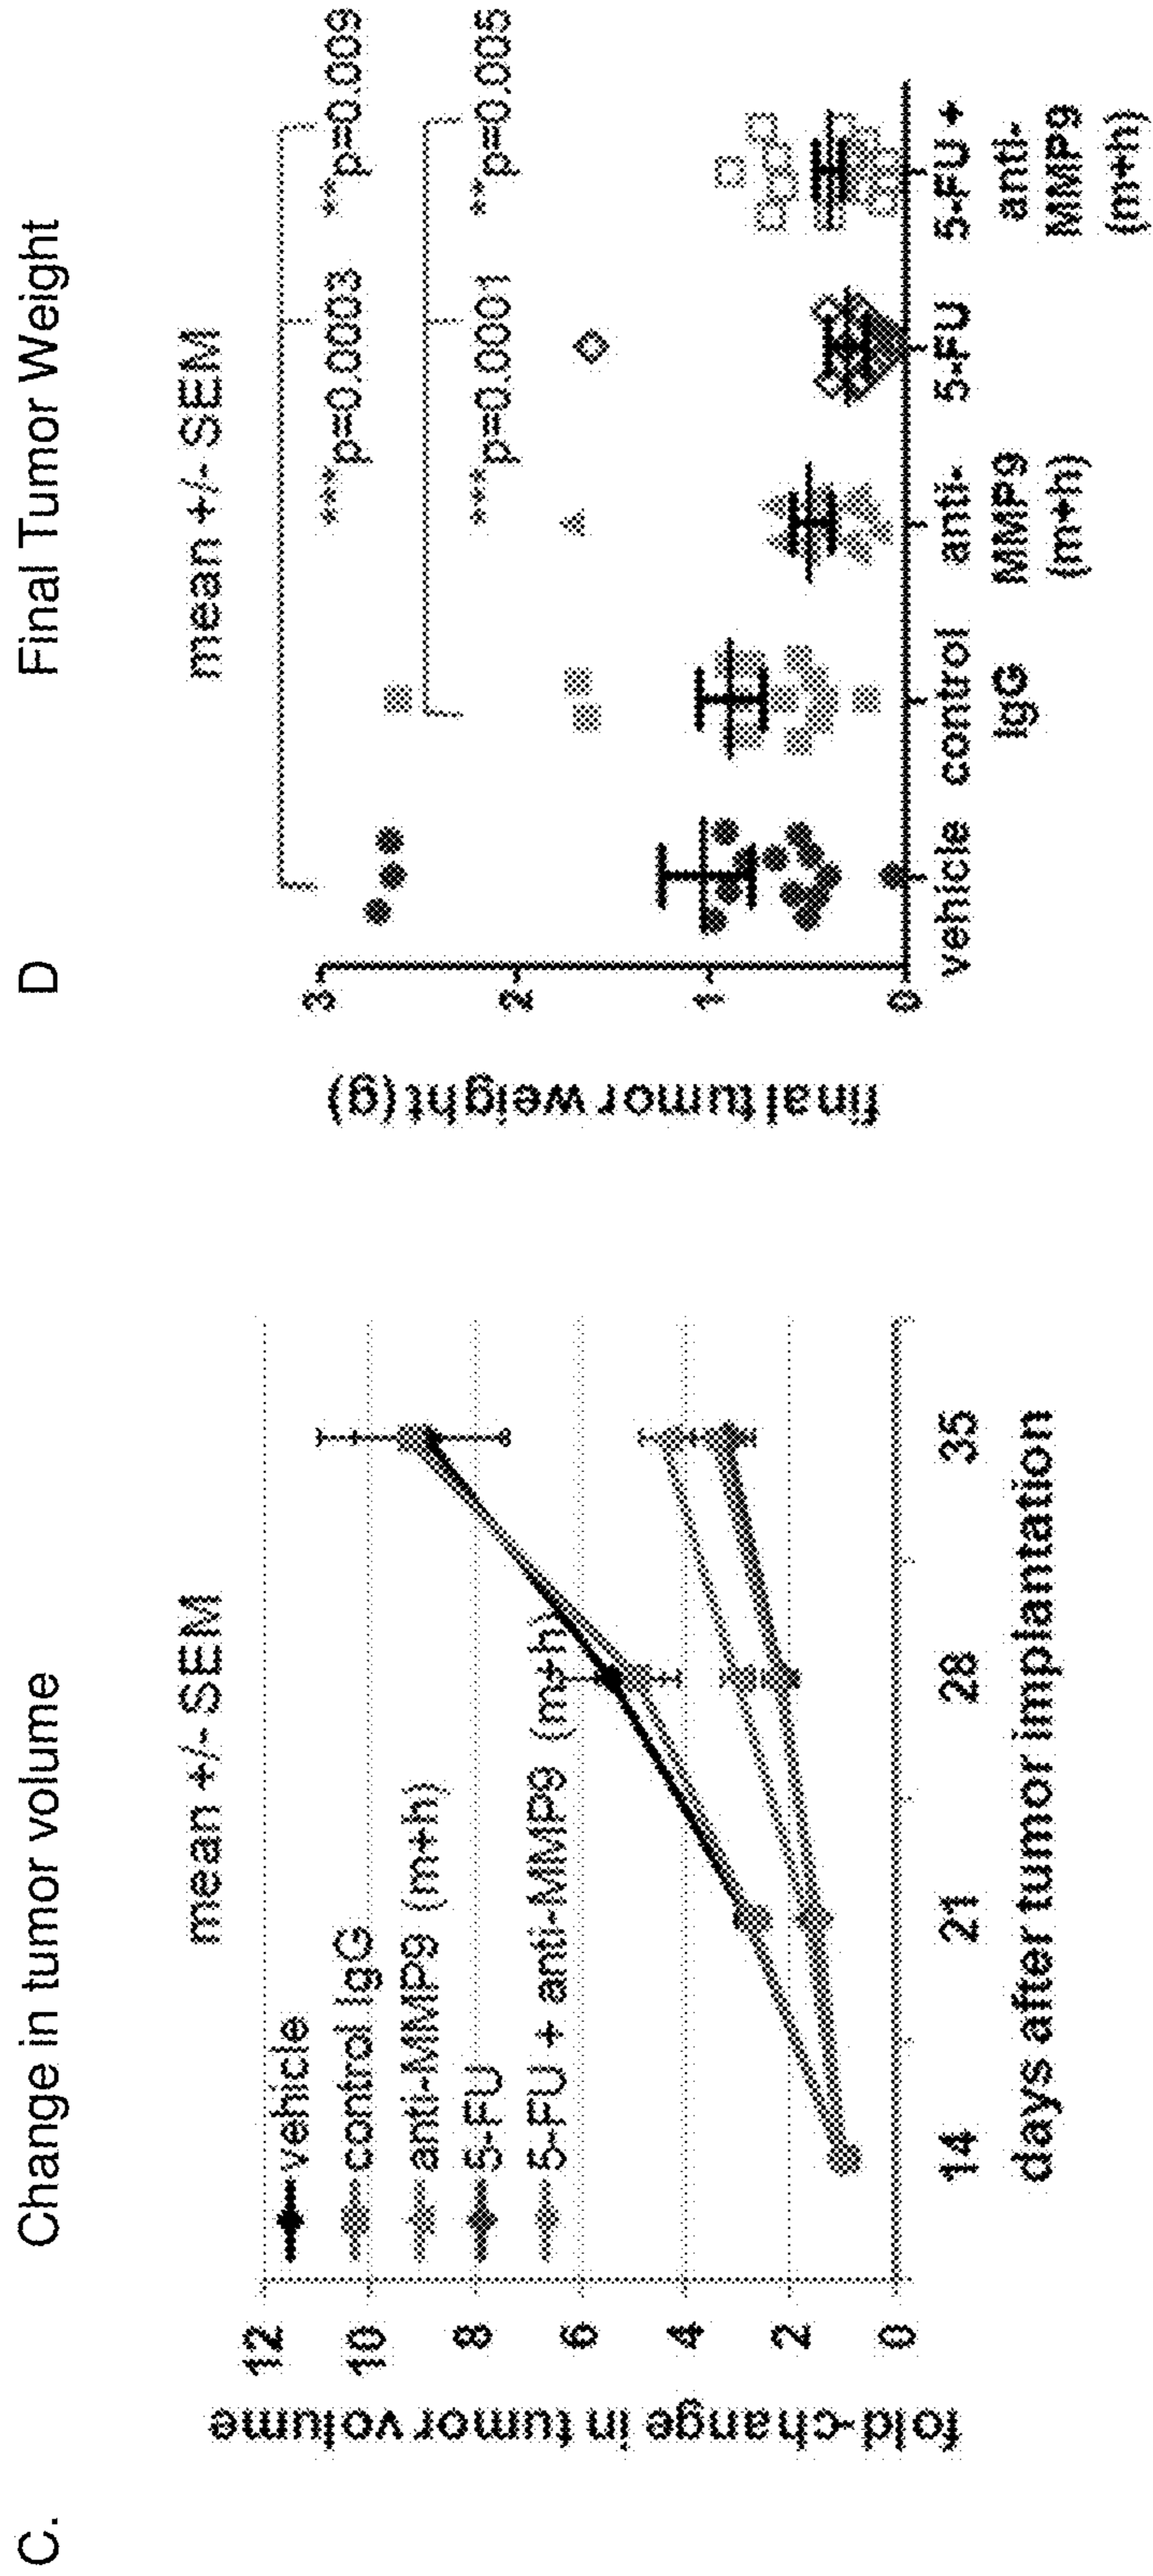 C.
Change in tumor volume
mean +/- SEM
vehicle
control IgG
anti-MMP9 (m+h)
5-FU
5-FU + anti-MMP9 (m+h)
12
10
8
6
4
2
0
fold-change in tumor volume
14 21 28 35
days after tumor implantation
D
Final Tumor Weight
mean +/- SEM
***p=0.0003 **p=0.009
***p=0.0001 **p=0.005
3
2
1
0
final tumor weight (g)
vehicle control anti- 5-FU 5-FU +
IgG MMP9 anti-
(m+h) MMP9
(m+h)